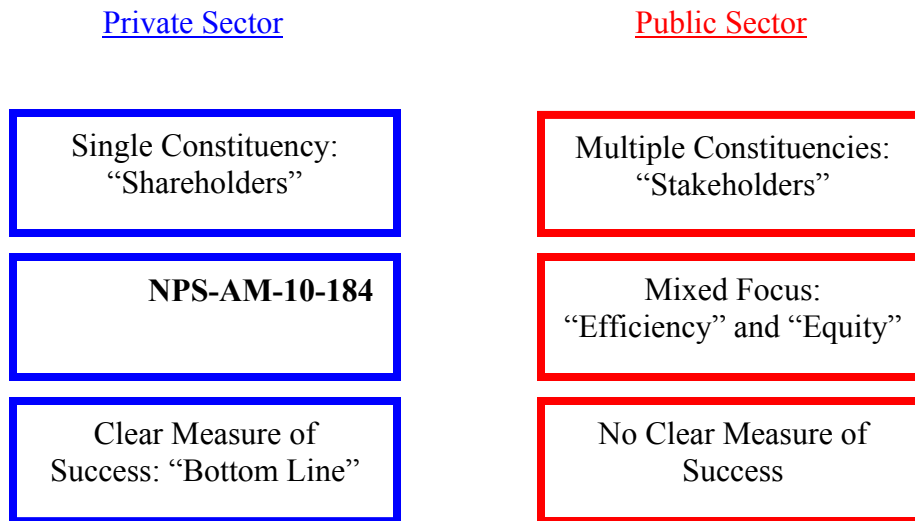 Private Sector
Public Sector
Single Constituency:
“Shareholders”
Multiple Constituencies:
“Stakeholders”
NPS-AM-10-184
Mixed Focus:
“Efficiency” and “Equity”
Clear Measure of
Success: “Bottom Line”
No Clear Measure of
Success